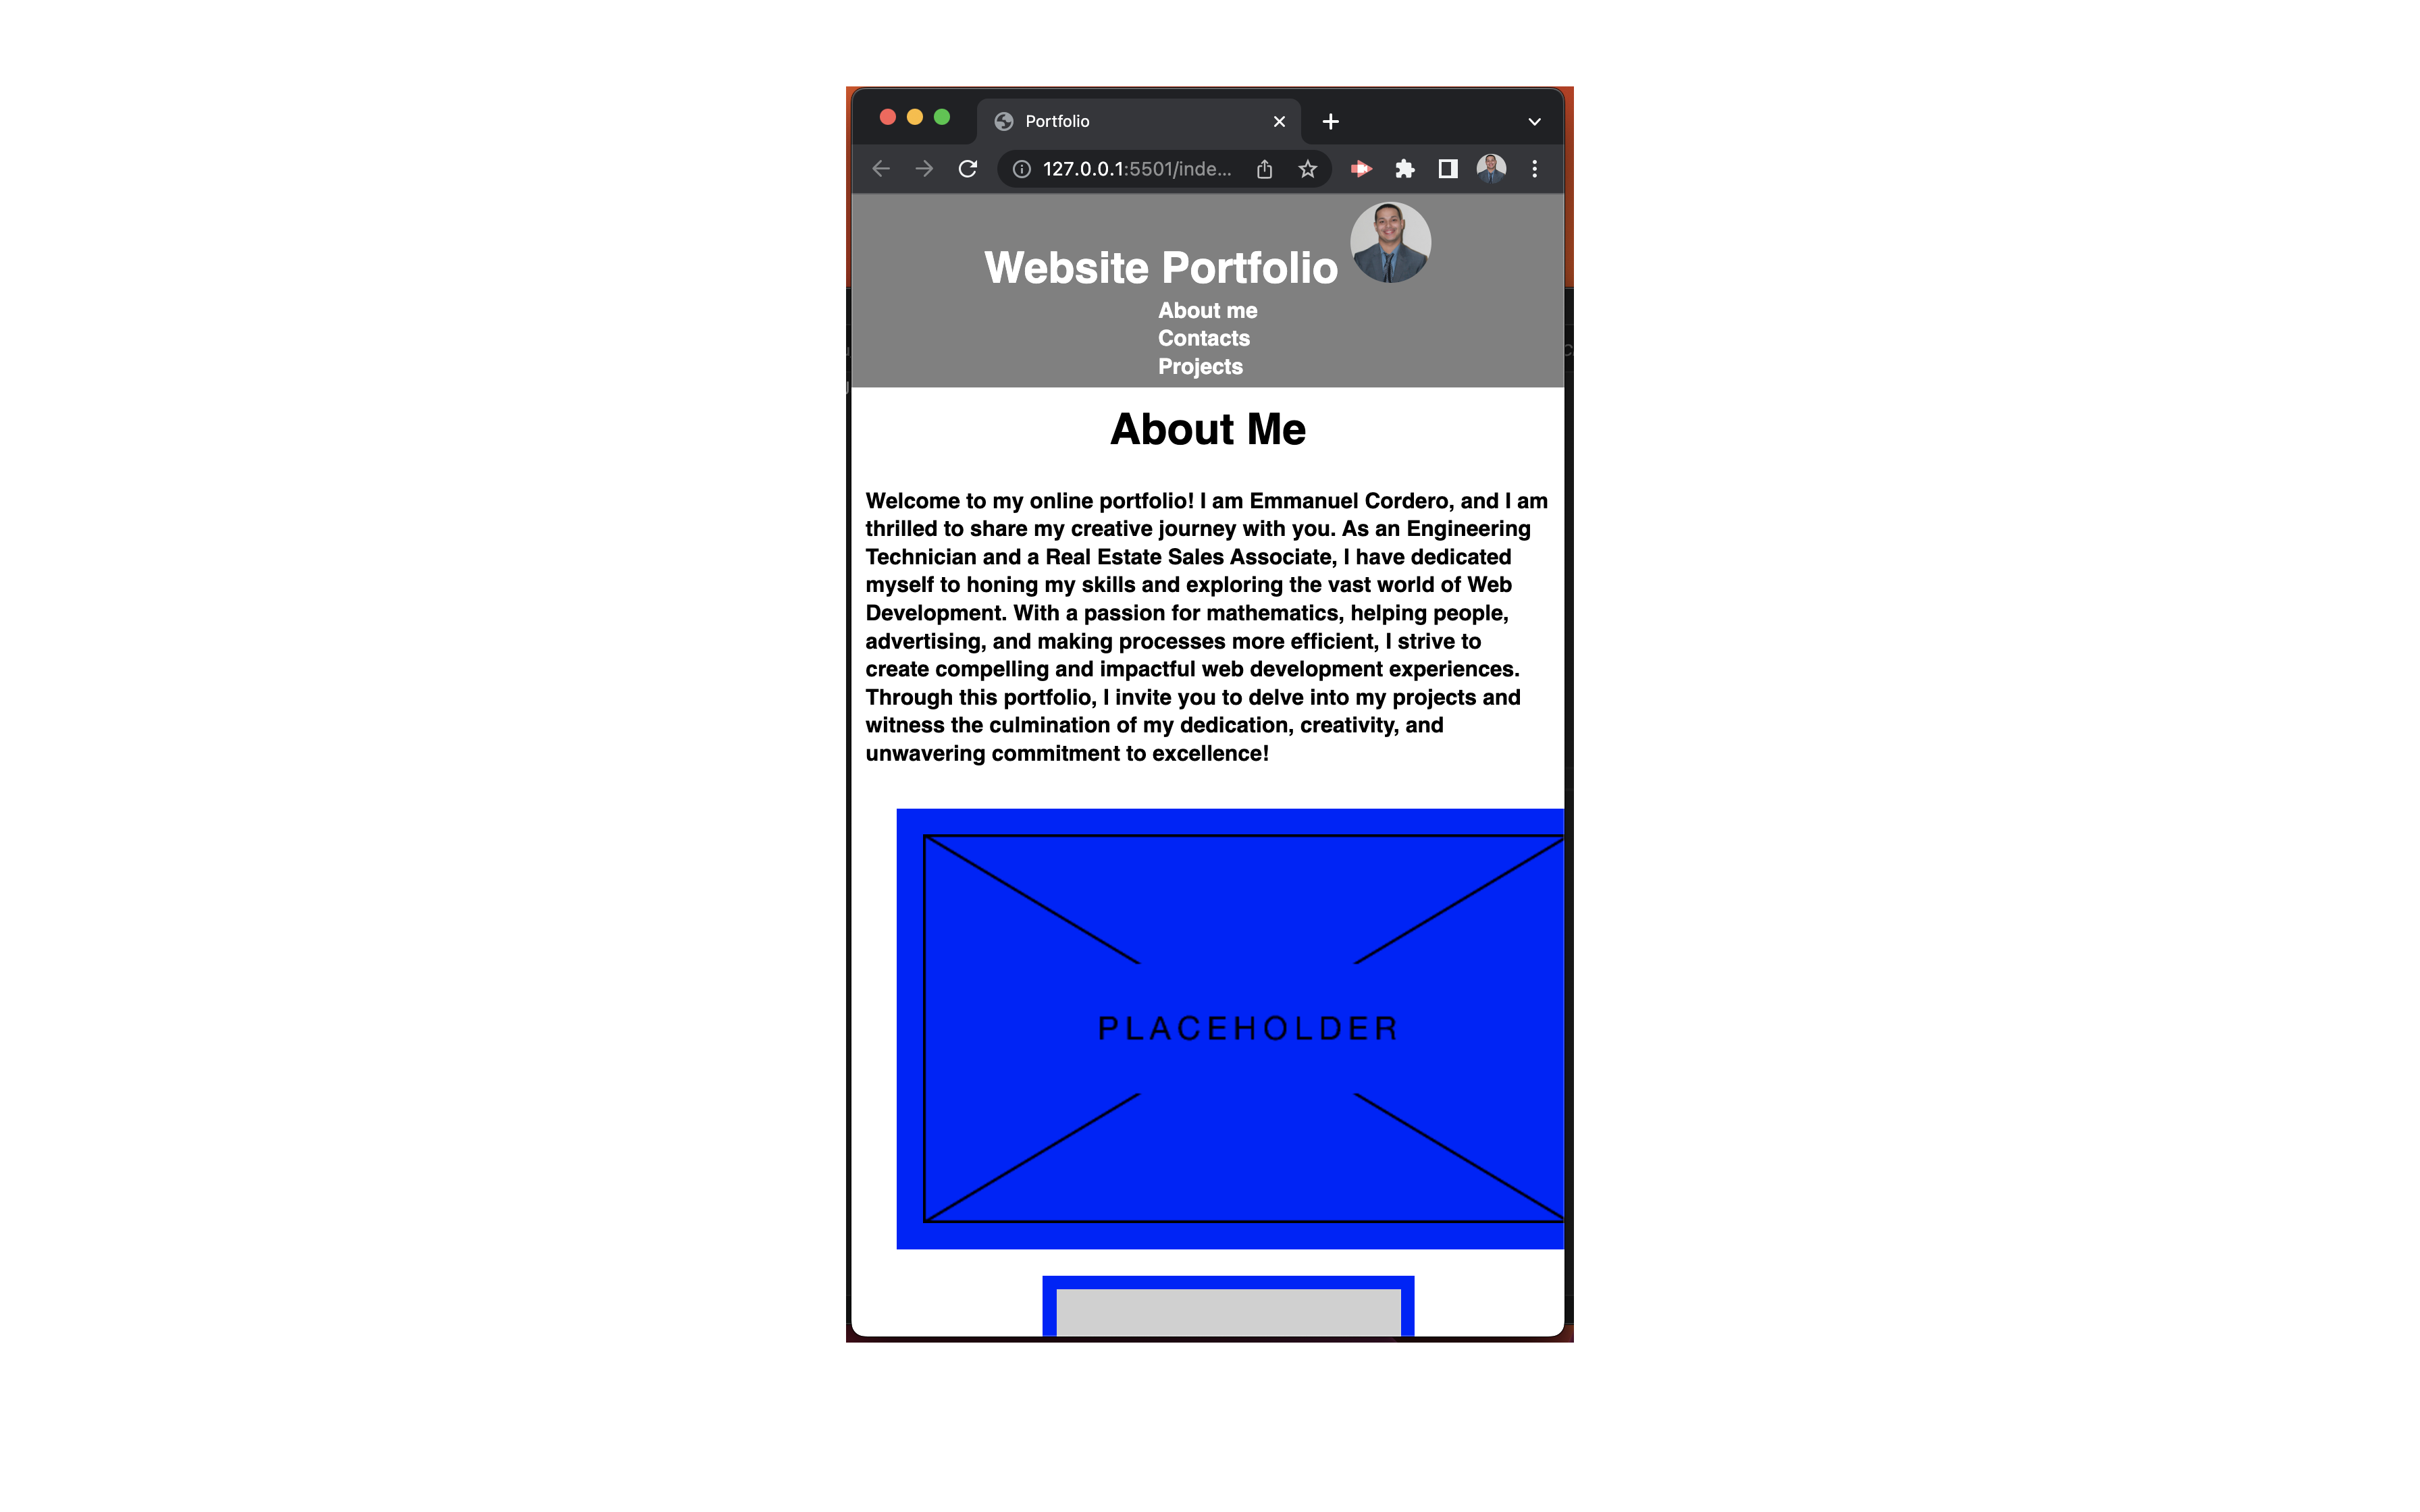 Portfolio
127.0.0.1:5501/inde...
Website Portfolio
About me
Contacts
Projects
About Me
Welcome to my online portfolio! I am Emmanuel Cordero, and I am
thrilled to share my creative journey with you. As an Engineering
Technician and a Real Estate Sales Associate, I have dedicated
myself to honing my skills and exploring the vast world of Web
Development. With a passion for mathematics, helping people,
advertising, and making processes more efficient, I strive to
create compelling and impactful web development experiences.
Through this portfolio, I invite you to delve into my projects and
witness the culmination of my dedication, creativity, and
unwavering commitment to excellence!
PLACEHOLDER